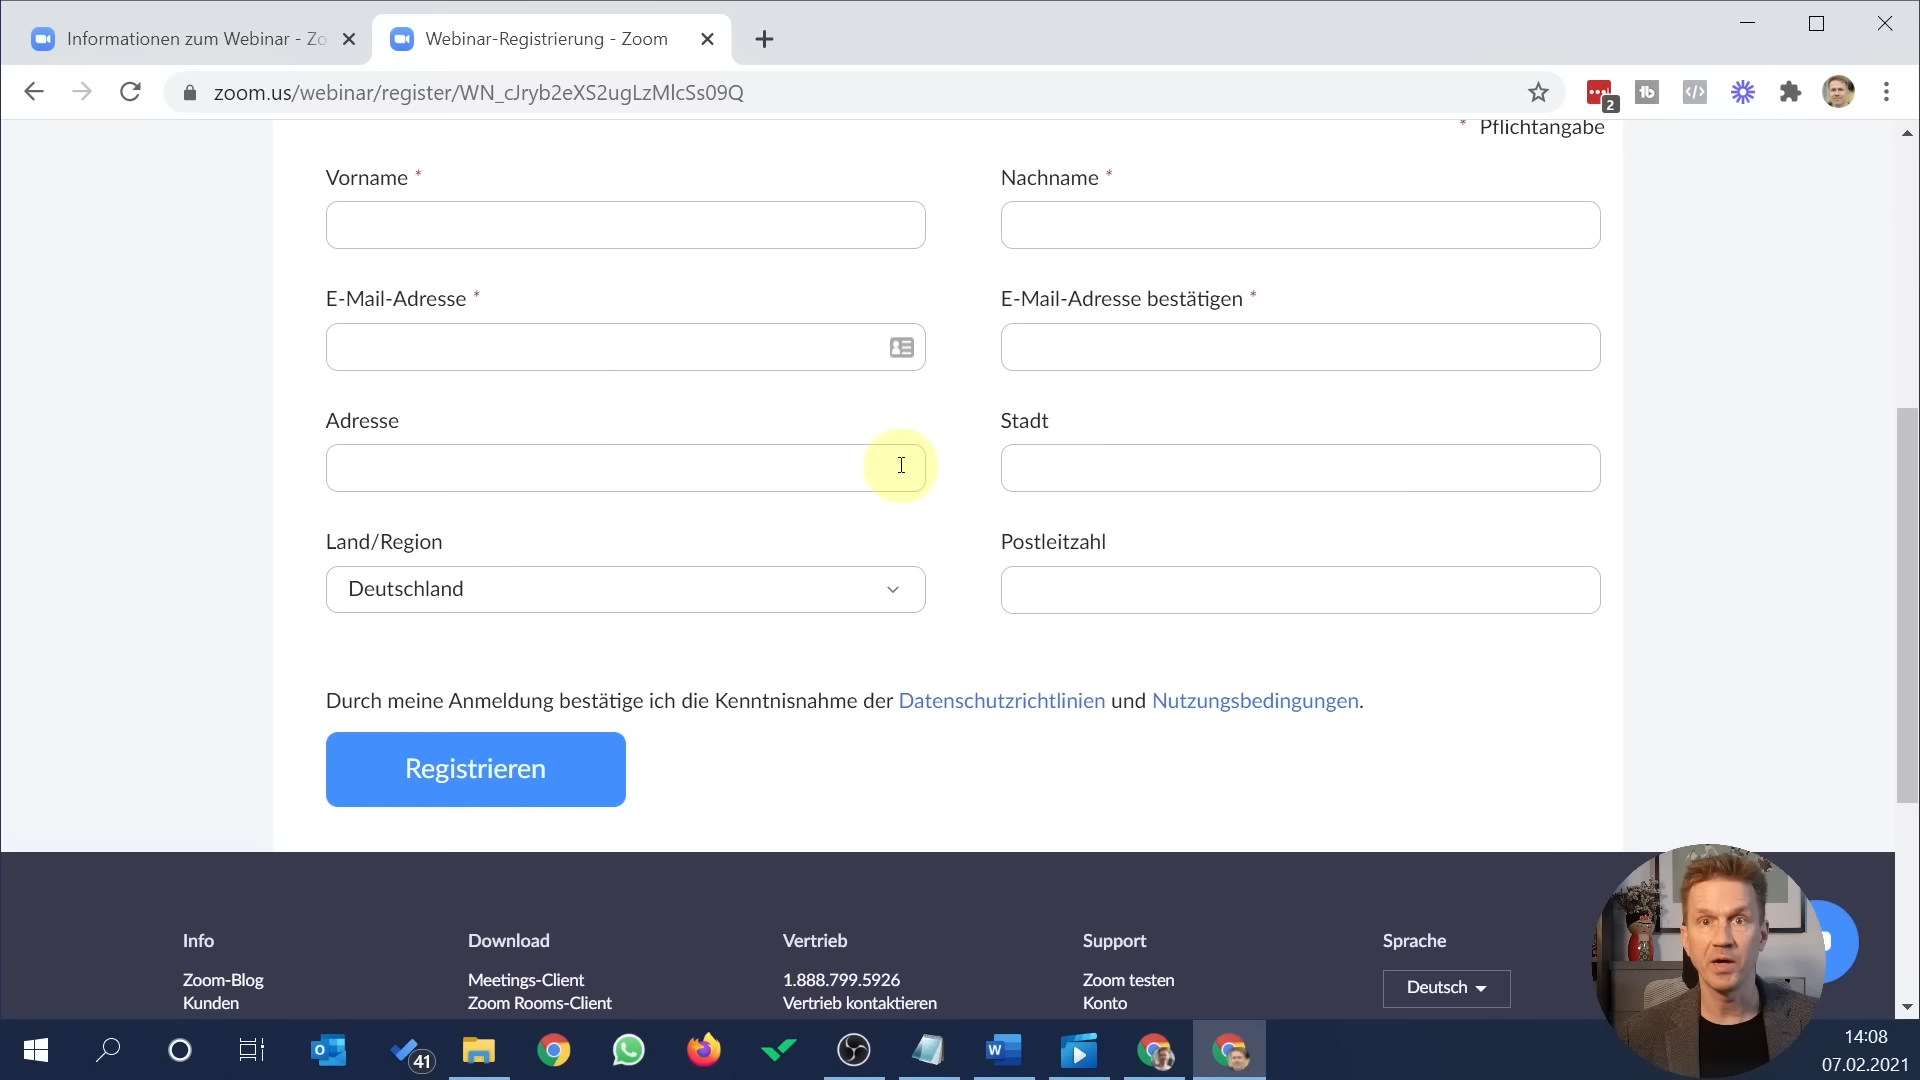 Informationen zum Webinar - Zo
Webinar-Registrierung - Zoom
zoom.us/webinar/register/WN_cJryb2eXS2ugLzMlcSs09Q
2
tb
* Pflichtangabe
Vorname *
Nachname *
E-Mail-Adresse *
E-Mail-Adresse bestätigen *
Adresse
Stadt
Land/Region
Postleitzahl
Deutschland
Durch meine Anmeldung bestätige ich die Kenntnisnahme der Datenschutzrichtlinien und Nutzungsbedingungen.
Registrieren
Info
Download
Vertrieb
Support
Sprache
Zoom-Blog
Meetings-Client
1.888.799.5926
Zoom testen
Deutsch
Kunden
Zoom Rooms-Client
Vertrieb kontaktieren
Konto
41
14:08
07.02.2021